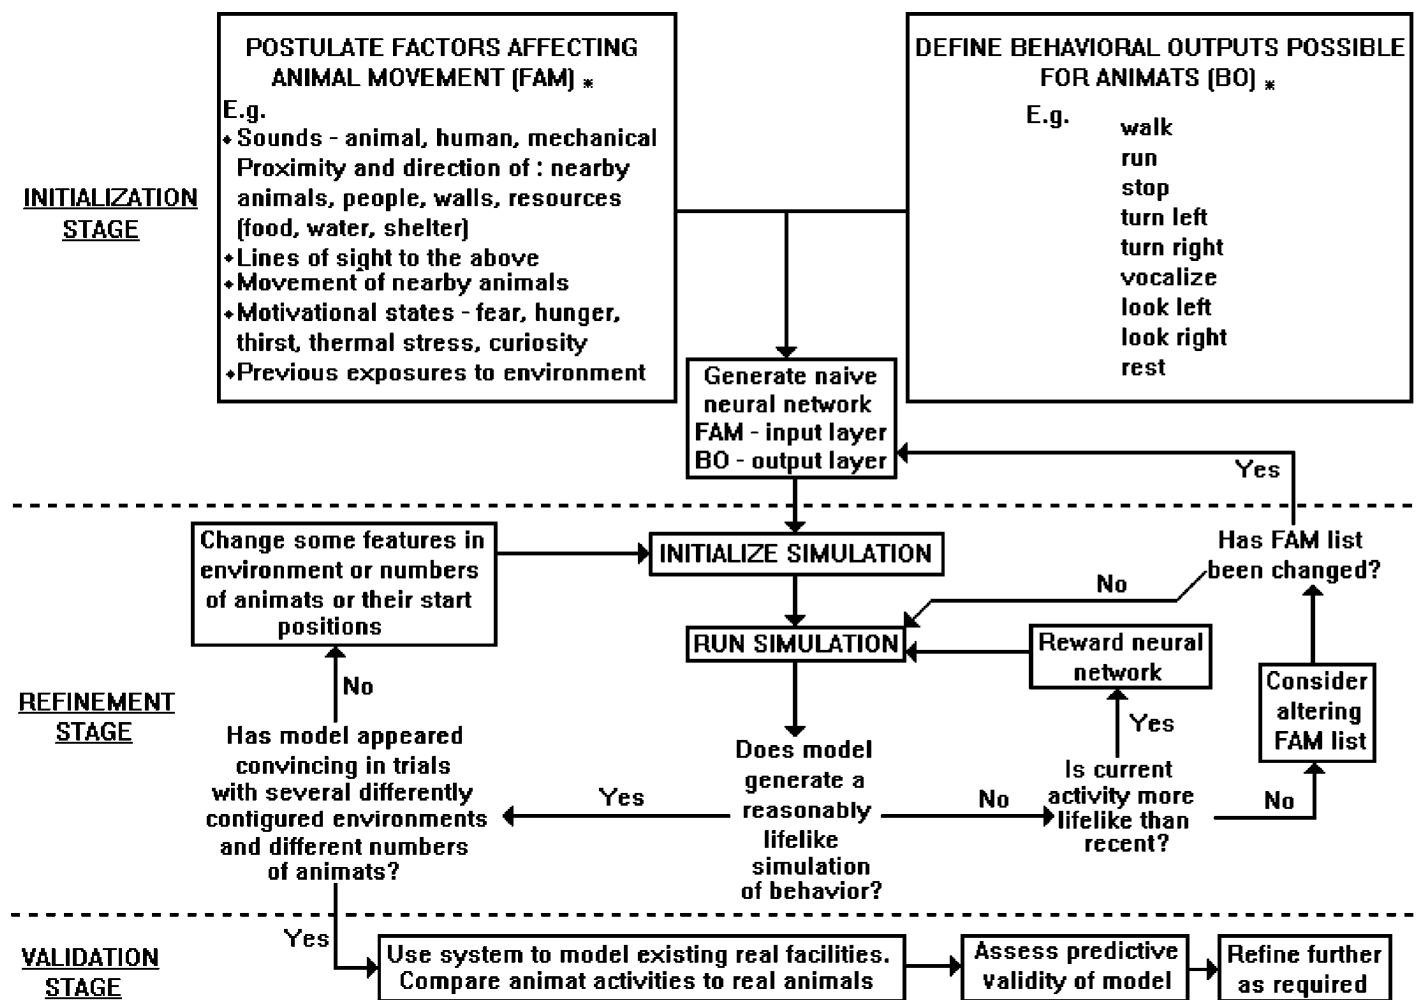 POSTULATE FACTORS AFFECTING
ANIMAL MOVEMENT (FAM) *
E.g.
• Sounds - animal, human, mechanical
Proximity and direction of : nearby
animals, people, walls, resources
(food, water, shelter)
• Lines of sight to the above
• Movement of nearby animals
• Motivational states - fear, hunger,
thirst, thermal stress, curiosity
• Previous exposures to environment
DEFINE BEHAVIORAL OUTPUTS POSSIBLE
FOR ANIMATS (BO) *
E.g.
walk
run
stop
turn left
turn right
vocalize
look left
look right
rest
INITIALIZATION
STAGE
Generate naive
neural network
FAM - input layer
BO - output layer
Yes
Change some features in
environment or numbers
of animats or their start
positions
INITIALIZE SIMULATION
Has FAM list
been changed?
No
RUN SIMULATION
Reward neural
network
Consider
altering
FAM list
REFINEMENT
STAGE
No
Has model appeared
convincing in trials
with several differently
contigured environments
and different numbers
of animats?
Yes
Does model
generate a
reasonably
lifelike
simulation
of behavior?
No
Yes
Is current
activity more
lifelike than
recent?
No
Yes
VALIDATION
STAGE
Use system to model existing real facilities.
Compare animat activities to real animals
Assess predictive
validity of model
Refine further
as required